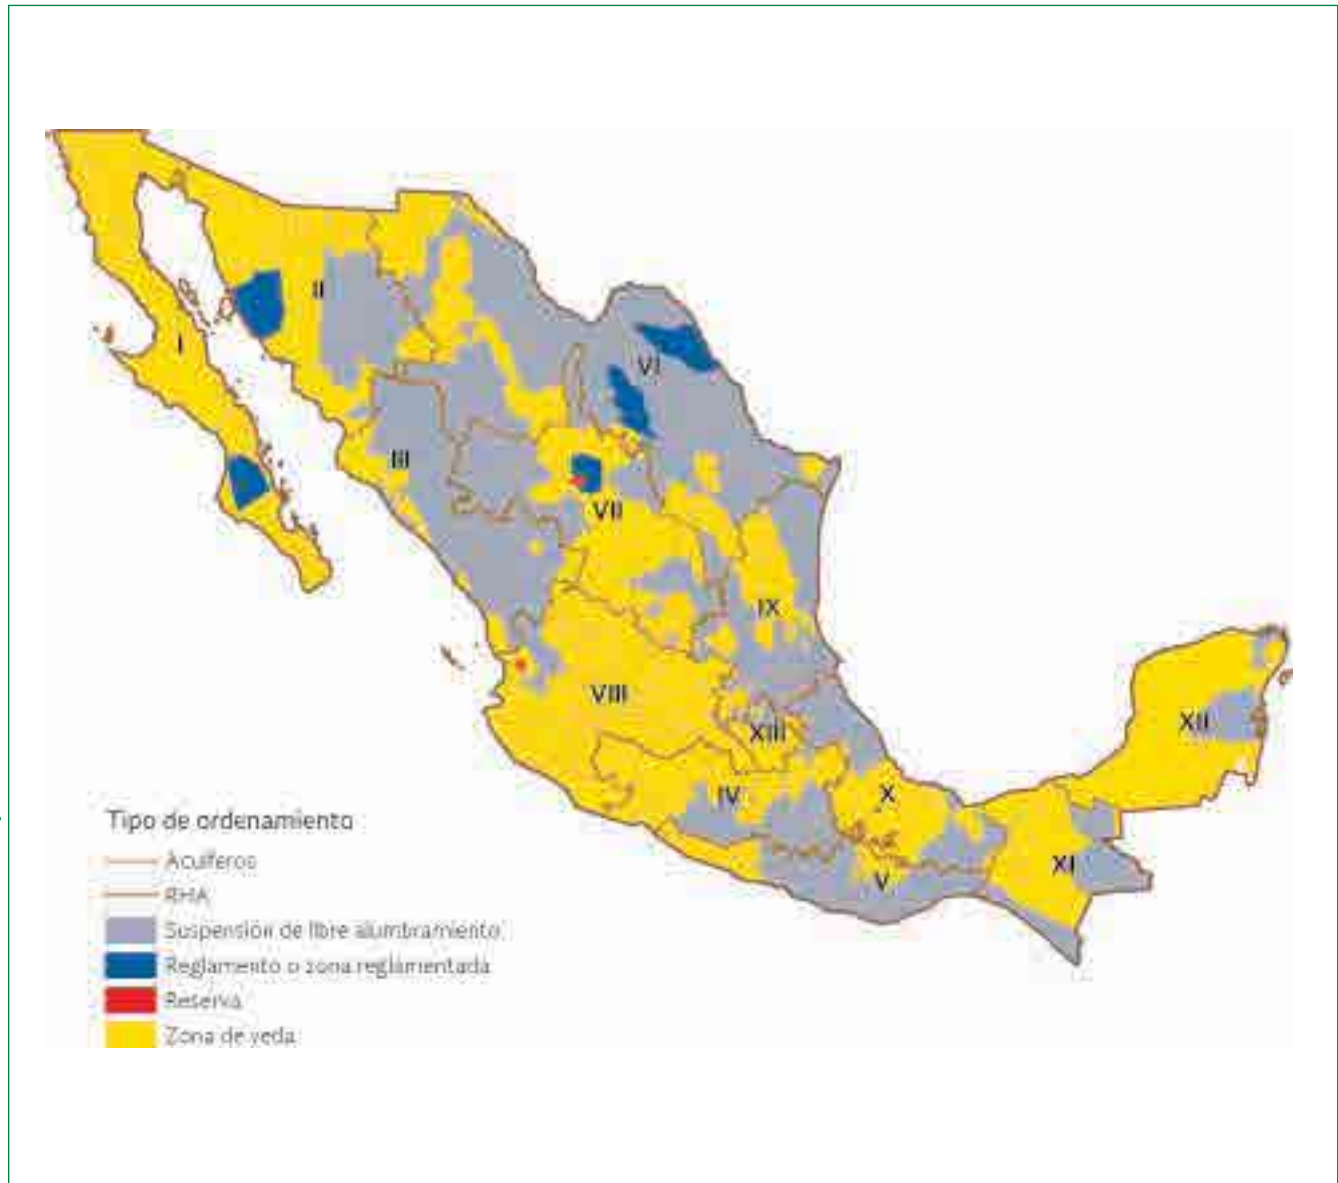 II
I
VI
III
VII
IX
VIII
XII
XIII
IV
X
XI
V
Tipo de ordenamiento
Acuíferos
RHA
Suspensión de libre alumbramiento
Reglamento o zona reglamentada
Reserva
Zona de veda